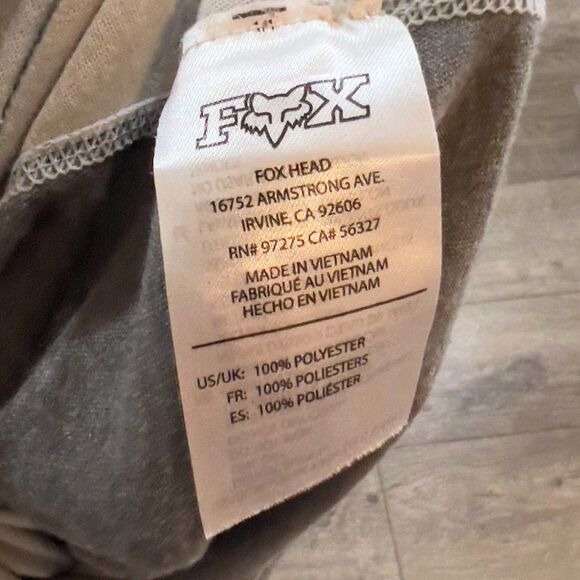 FOX
FOX HEAD
16752 ARMSTRONG AVE.
IRVINE, CA 92606
RN# 97275 CA# 56327
MADE IN VIETNAM
FABRIQUÉ AU VIETNAM
HECHO EN VIETNAM
US/UK: 100% POLYESTER
FR: 100% POLIESTERS
ES: 100% POLIÉSTER